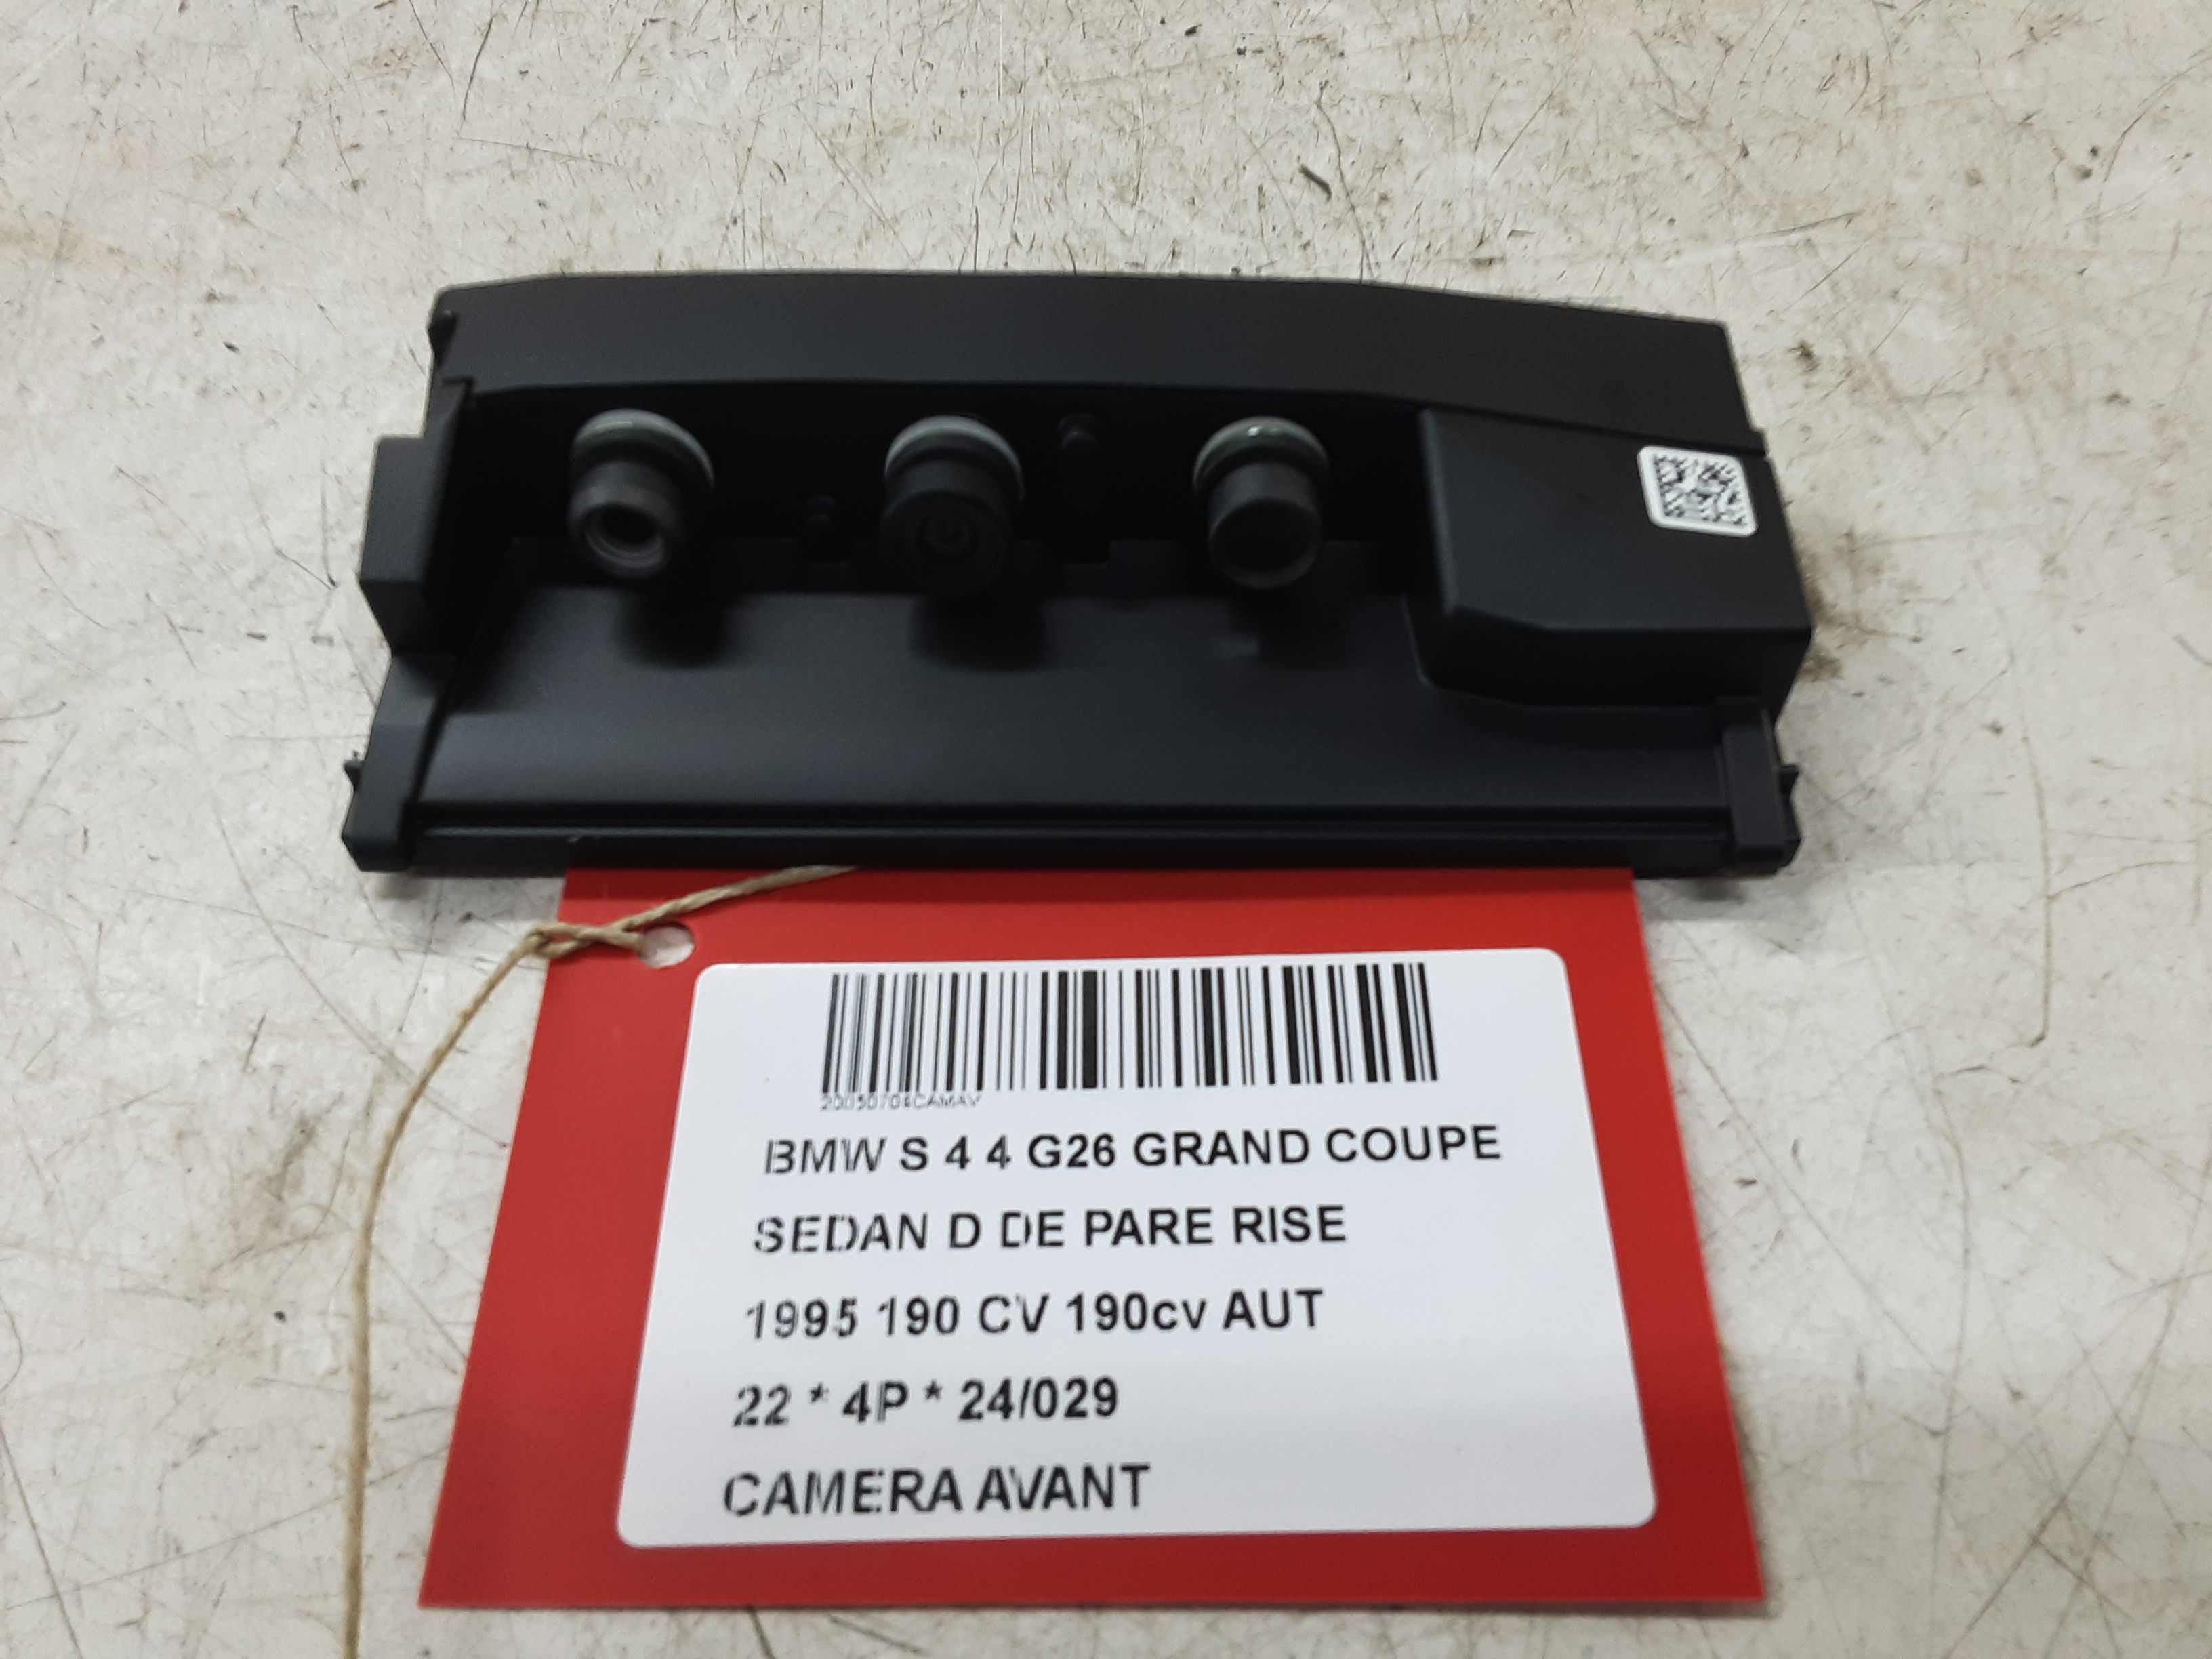 20050704CAMAV
BMW S 4 4 G26 GRAND COUPE
SEDAN D DE PARE RISE
1995 190 CV 190cv AUT
22 * 4P * 24/029
CAMERA AVANT